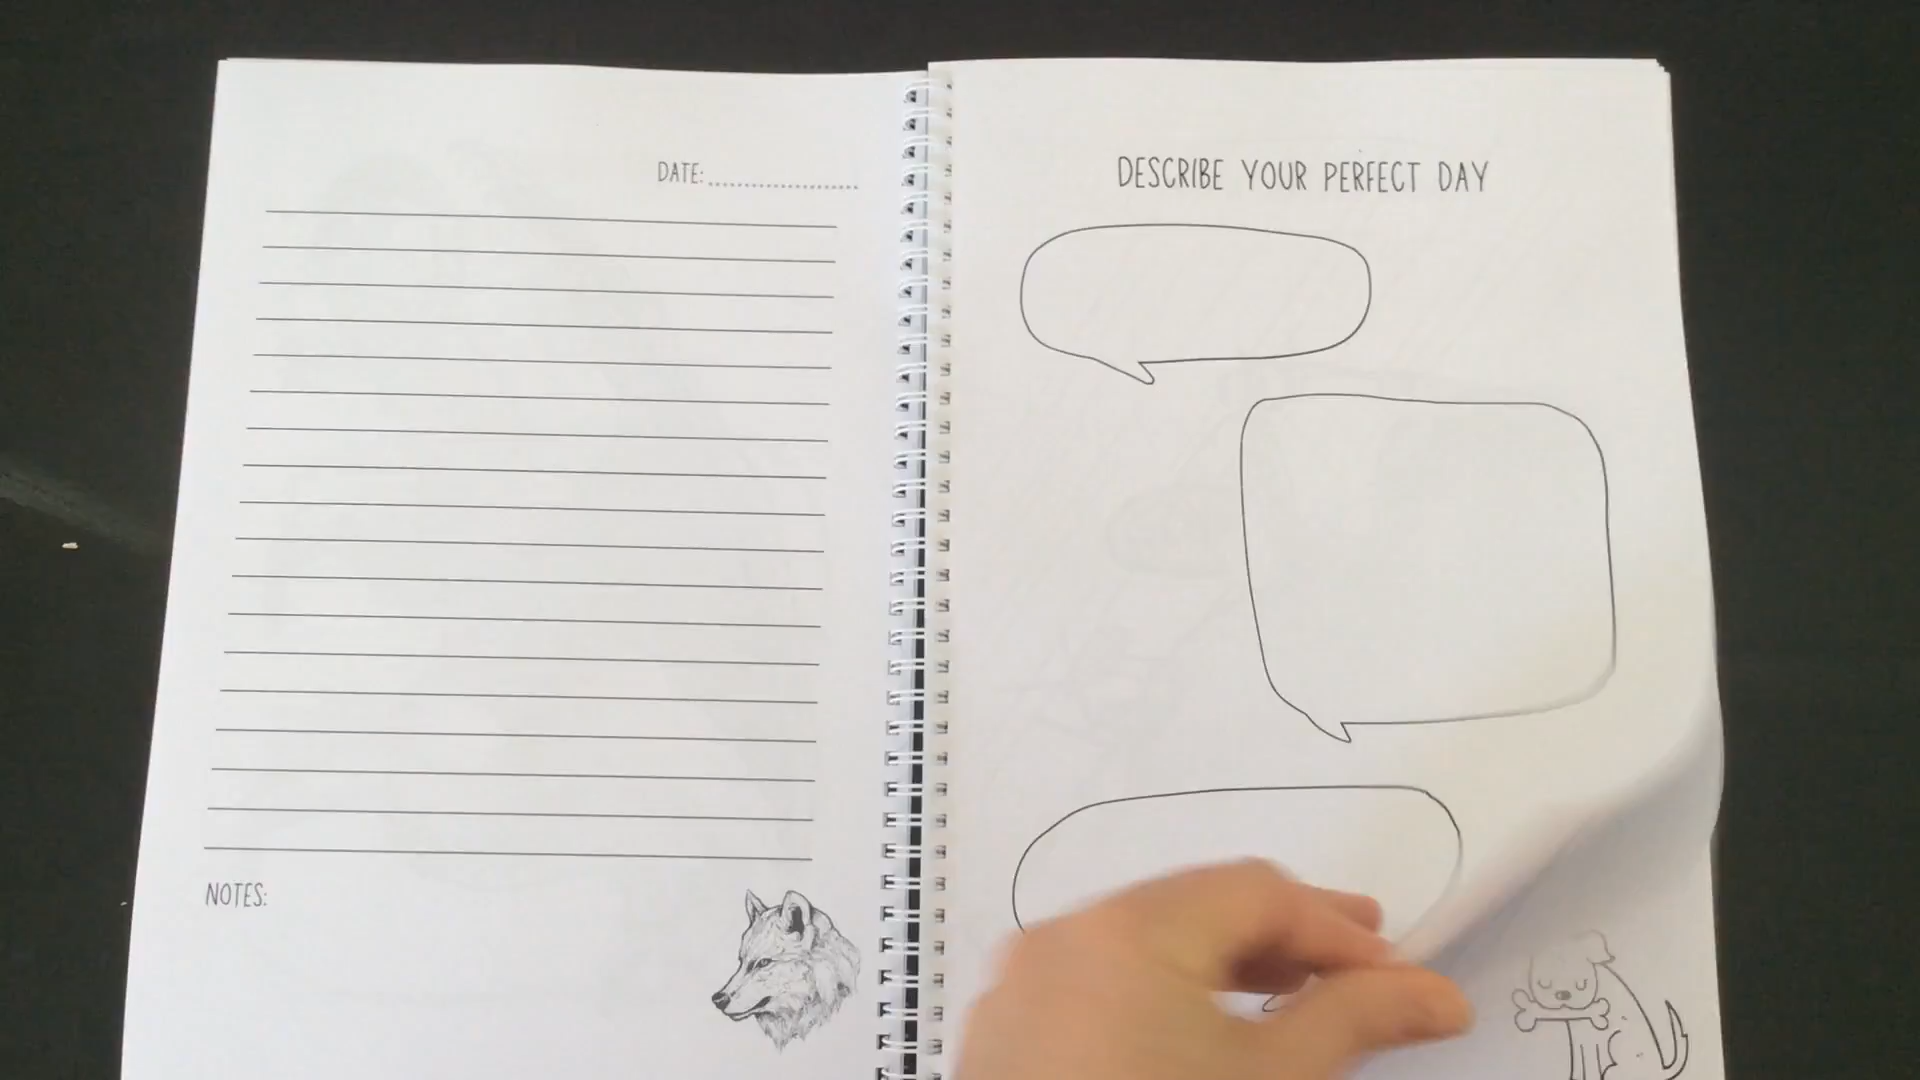 DATE:....................
DESCRIBE YOUR PERFECT DAY
NOTES: